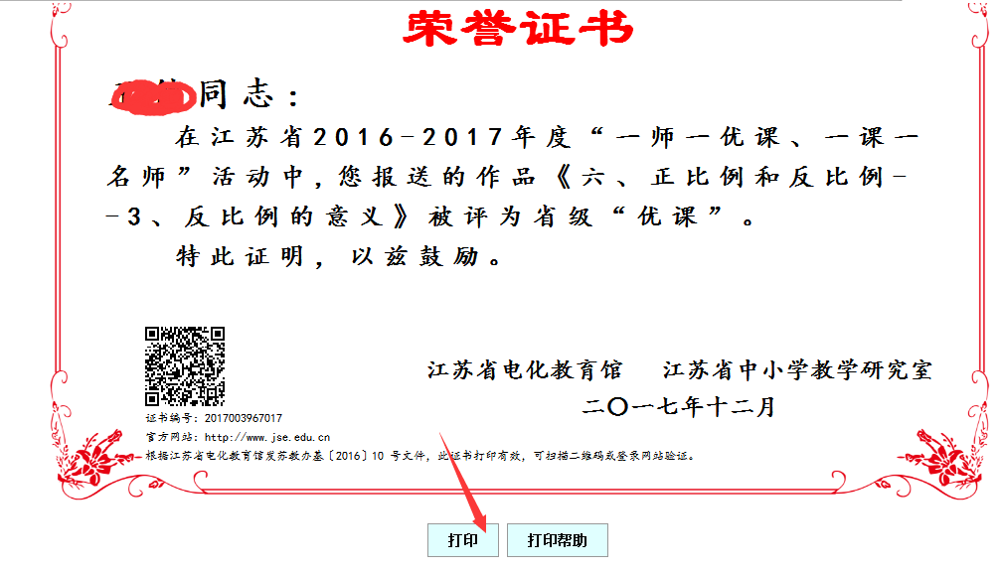 荣誉证书
同志：
在江苏省2016-2017年度“一师一优课、一课一
名师”活动中,您报送的作品《六、正比例和反比例-
-3、反比例的意义》被评为省级“优课”。
特此证明，以兹鼓励。
江苏省电化教育馆 江苏省中小学教学研究室
二〇一七年十二月
证书编号：2017003967017
官方网站：http://www.jse.edu.cn
根据江苏省电化教育馆发苏教办基〔2016〕10 号文件，此证书打印有效，可扫描二维码或登录网站验证。
打印 打印帮助